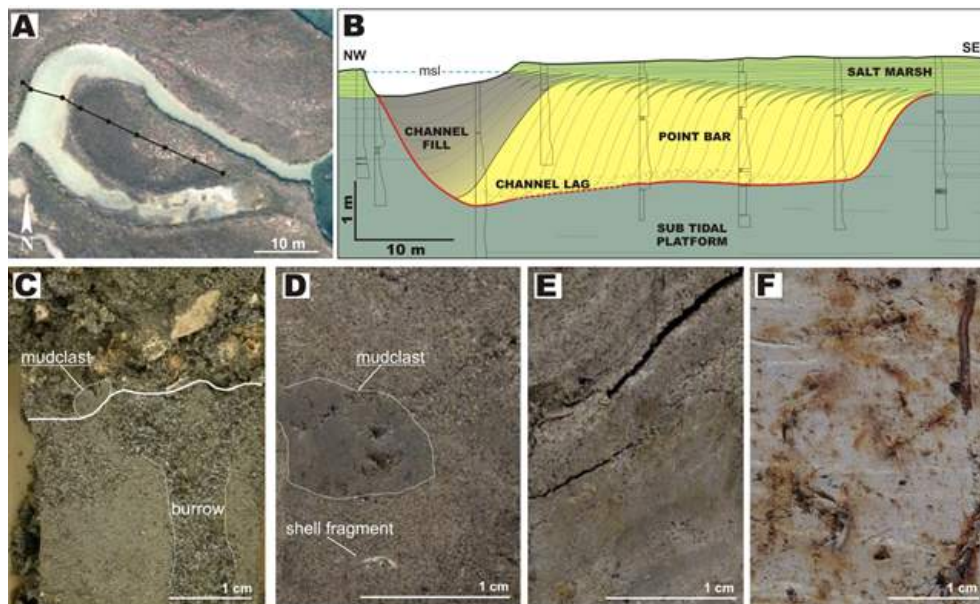 A
N
10 m
B
NW
SE
msl
SALT MARSH
CHANNEL
FILL
POINT BAR
CHANNEL LAG
1 m
10 m
SUB TIDAL
PLATFORM
C
mudclast
burrow
1 cm
D
mudclast
shell fragment
1 cm
E
1 cm
F
1 cm